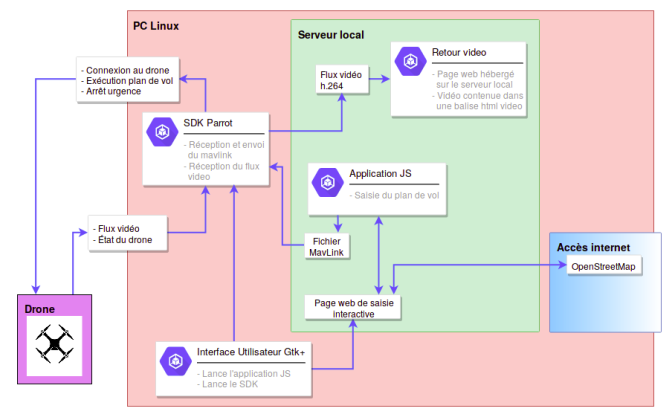 PC Linux
Serveur local
- Connexion au drone
- Exécution plan de vol
- Arrêt urgence
Flux vidéo
h.264
Retour video
- Page web hébergé
sur le serveur local
- Vidéo contenue dans
une balise html video
SDK Parrot
- Réception et envoi
du mavlink
- Réception du flux
video
Application JS
- Saisie du plan de vol
- Flux vidéo
- État du drone
Fichier
MavLink
Accès internet
OpenStreetMap
Page web de saisie
interactive
Drone
Interface Utilisateur Gtk+
- Lance l'application JS
- Lance le SDK